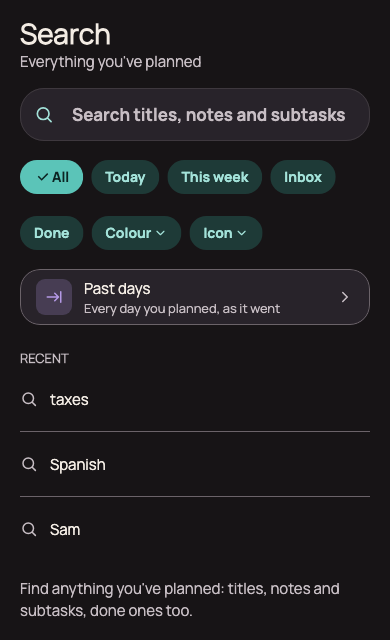 Search
Everything you've planned
Search titles, notes and subtasks
All
Today
This week
Inbox
Done
Colour
Icon
Past days
Every day you planned, as it went
RECENT
taxes
Spanish
Sam
Find anything you've planned: titles, notes and
subtasks, done ones too.